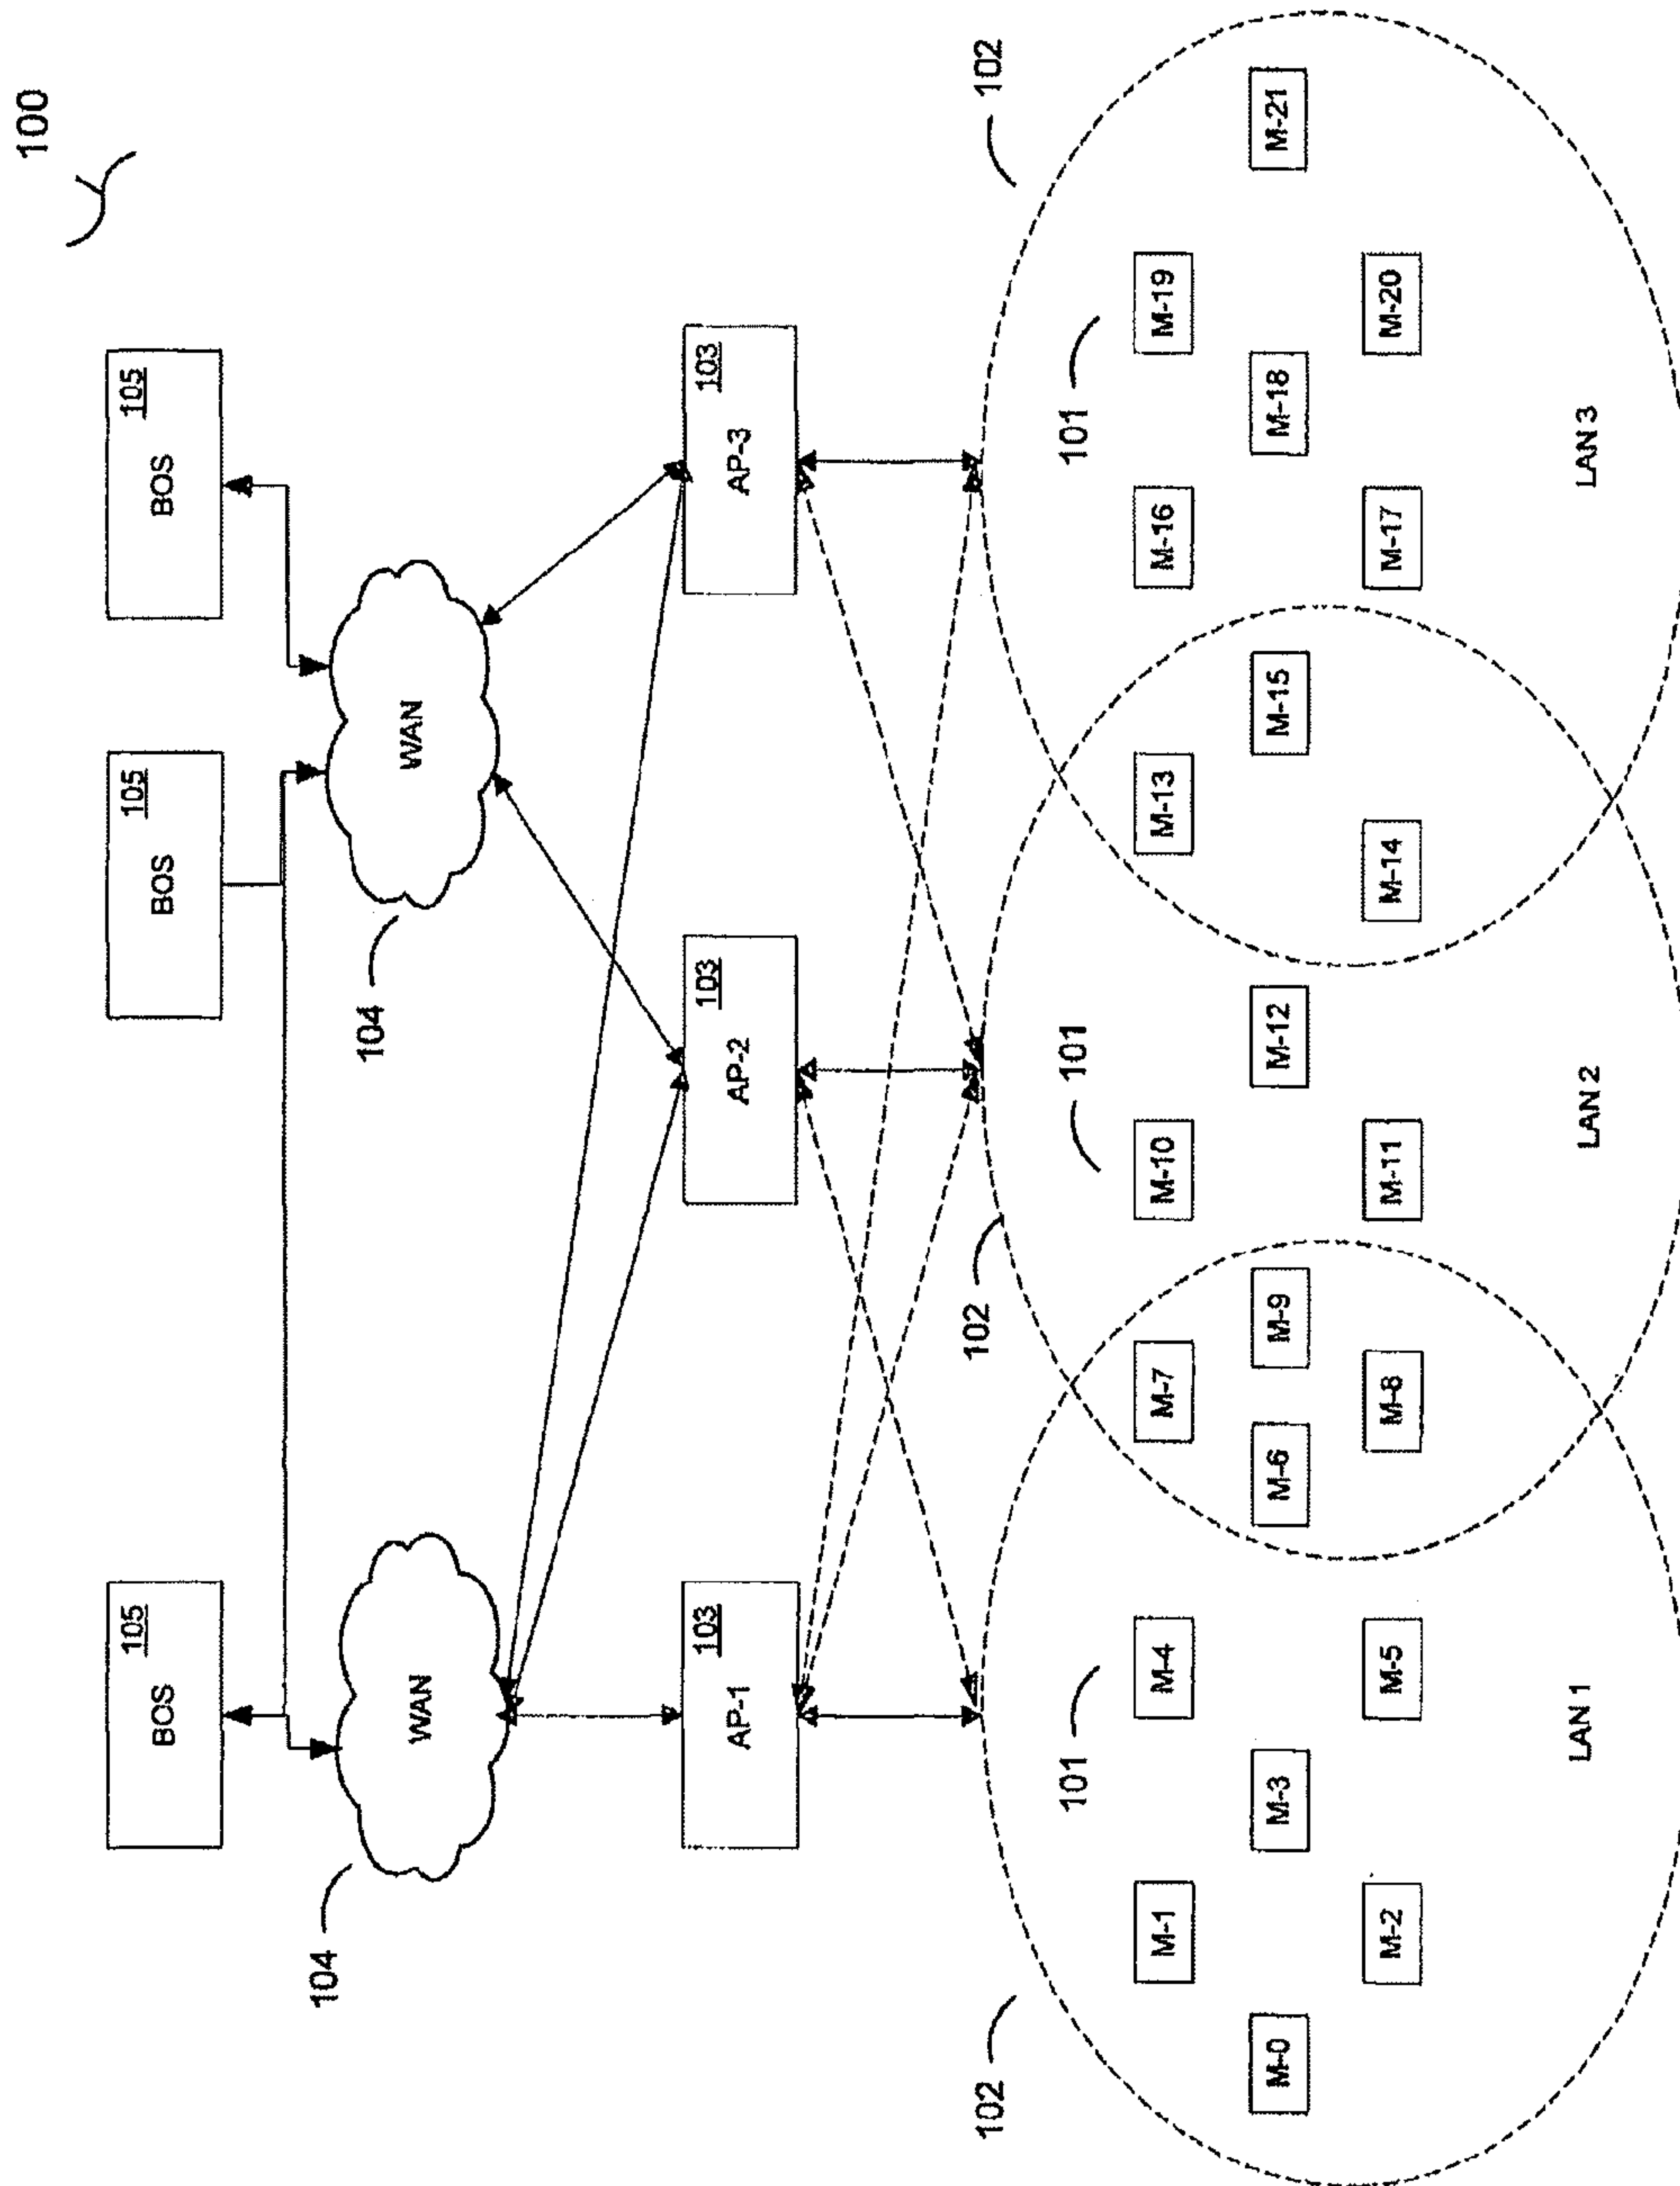 100
BOS
105
BOS
105
BOS
105
WAN
104
WAN
104
AP-1
103
AP-2
103
AP-3
103
102
101
102
101
101
102
M-0
M-1
M-2
M-3
M-4
M-5
M-6
M-7
M-8
M-9
M-10
M-11
M-12
M-13
M-14
M-15
M-16
M-17
M-18
M-19
M-20
M-21
LAN 1
LAN 2
LAN 3